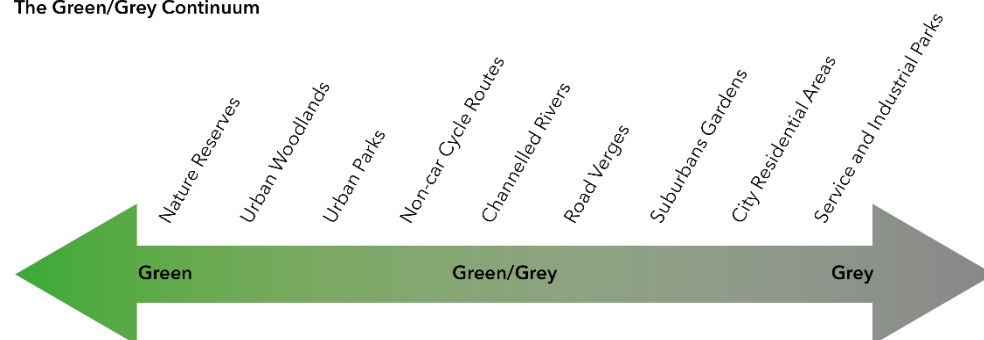 The Green/Grey Continuum
Nature Reserves
Urban Woodlands
Urban Parks
Non-car Cycle Routes
Channelled Rivers
Road Verges
Suburbans Gardens
City Residential Areas
Service and Industrial Parks
Green
Green/Grey
Grey